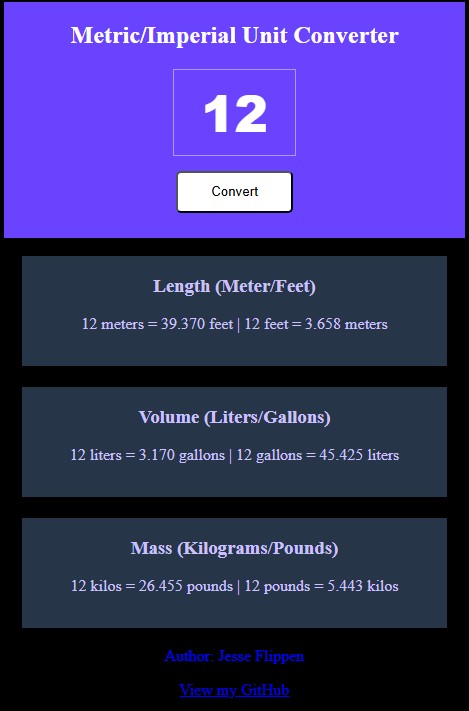 Metric/Imperial Unit Converter
12
Convert
Length (Meter/Feet)
12 meters = 39.370 feet | 12 feet = 3.658 meters
Volume (Liters/Gallons)
12 liters = 3.170 gallons | 12 gallons = 45.425 liters
Mass (Kilograms/Pounds)
12 kilos = 26.455 pounds | 12 pounds = 5.443 kilos
Author: Jesse Flippen
View my GitHub